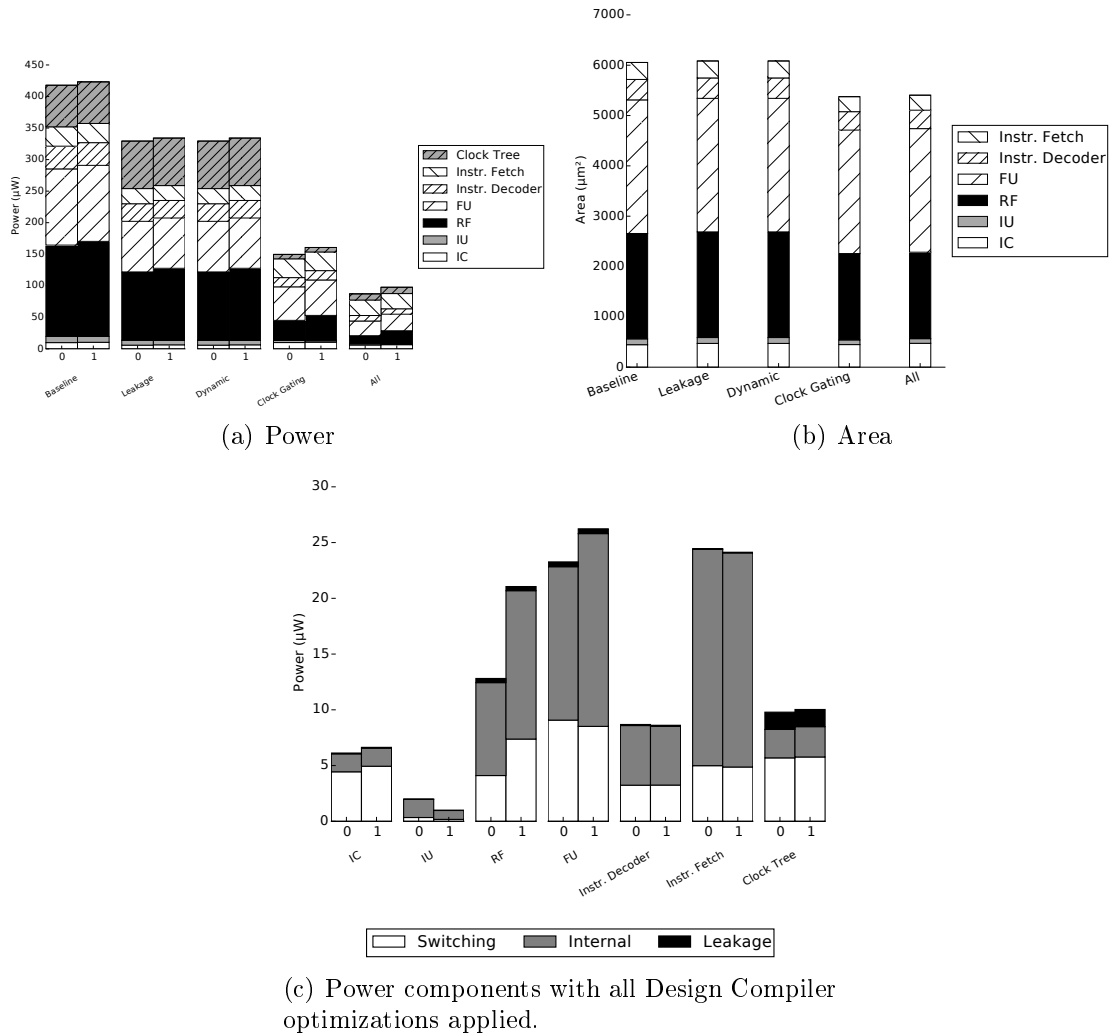 450
400
350
300
250
200
150
100
50
0
Power (µW)
0 1 0 1 0 1 0 1 0 1
Baseline Leakage Dynamic Clock Gating All
Clock Tree
Instr. Fetch
Instr. Decoder
FU
RF
IU
IC
(a) Power
7000
6000
5000
4000
3000
2000
1000
0
Area (µm²)
Baseline Leakage Dynamic Clock Gating All
Instr. Fetch
Instr. Decoder
FU
RF
IU
IC
(b) Area
30
25
20
15
10
5
0
Power (µW)
0 1 0 1 0 1 0 1 0 1 0 1 0 1
IC IU RF FU Instr. Decoder Instr. Fetch Clock Tree
Switching Internal Leakage
(c) Power components with all Design Compiler
optimizations applied.